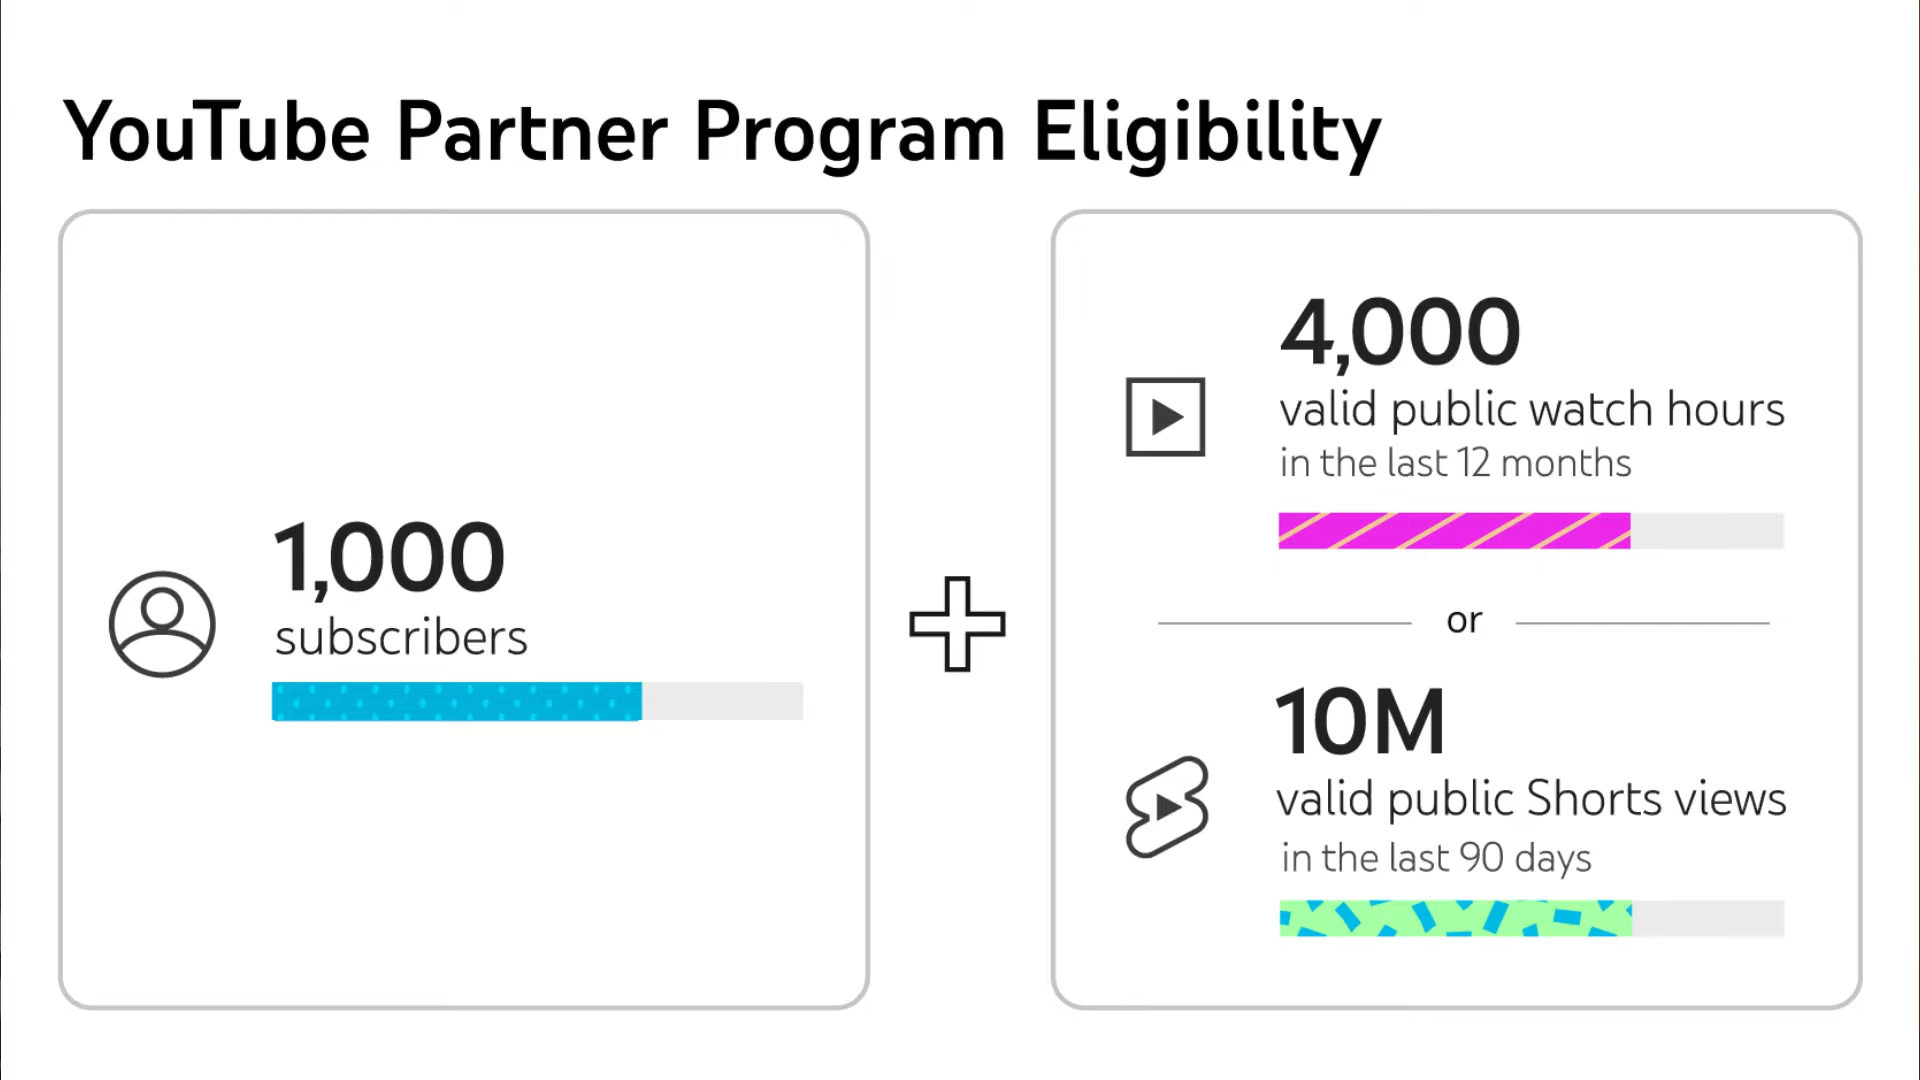 YouTube Partner Program Eligibility
1,000
subscribers
4,000
valid public watch hours
in the last 12 months
or
10M
valid public Shorts views
in the last 90 days